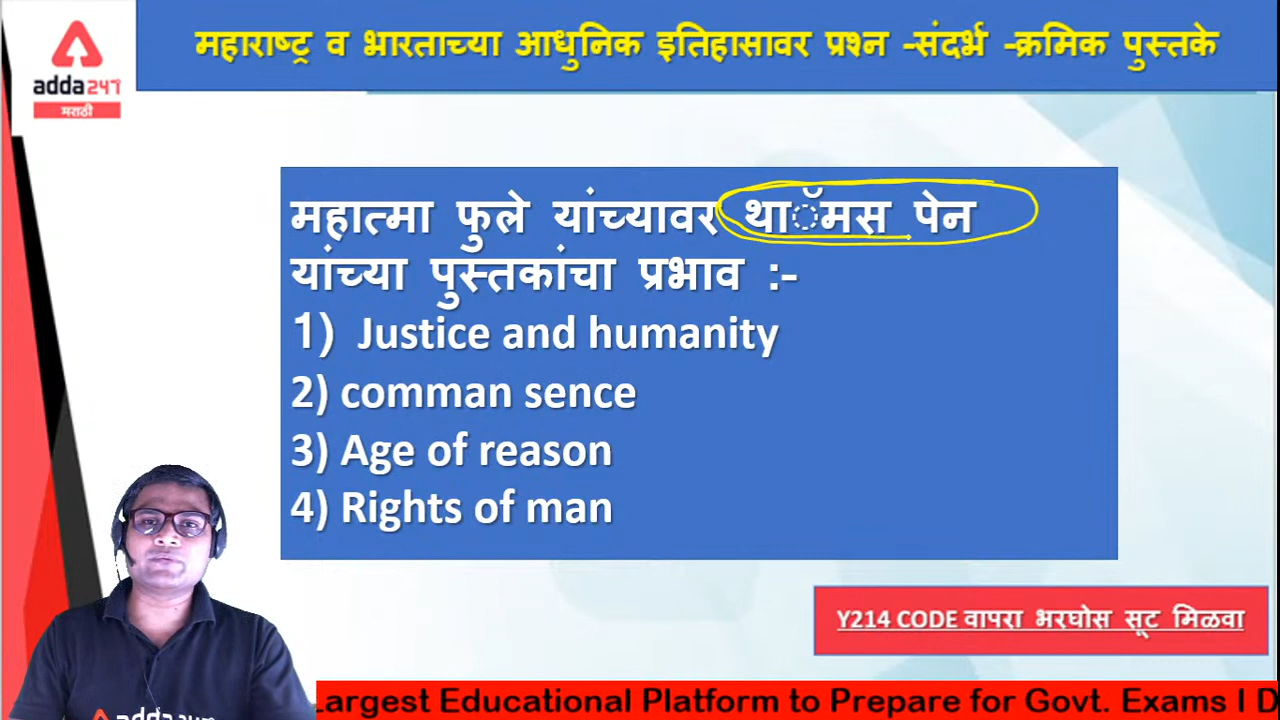 महाराष्ट्र व भारताच्या आधुनिक इतिहासावर प्रश्न -संदर्भ -क्रमिक पुस्तके
adda247
मराठी
महात्मा फुले यांच्यावर थाॅमस पेन
यांच्या पुस्तकांचा प्रभाव :-
1) Justice and humanity
2) comman sence
3) Age of reason
4) Rights of man
Y214 CODE वापरा भरघोस सूट मिळवा
argest Educational Platform to Prepare for Govt. Exams I D